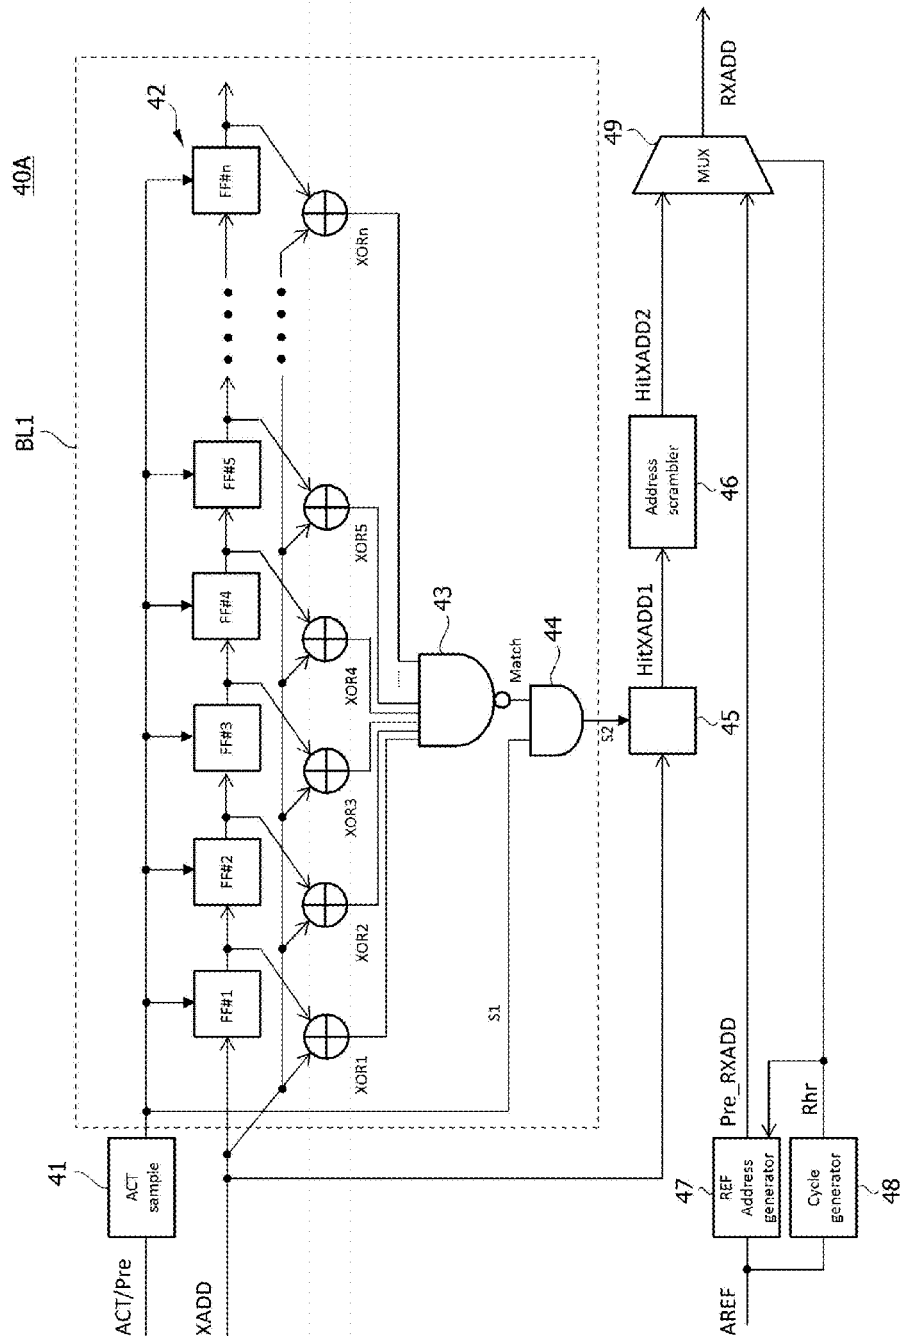 40A
BL1
42
ACT/Pre
41
ACT
sample
FF#1
FF#2
FF#3
FF#4
FF#5
FF#n
XADD
XOR1
XOR2
XOR3
XOR4
XOR5
XORn
43
S1
Match
44
S2
45
HitXADD1
Address
scrambler
46
HitXADD2
49
MUX
RXADD
AREF
47
REF
Address
generator
Pre_RXADD
Cycle
generator
48
Rhr